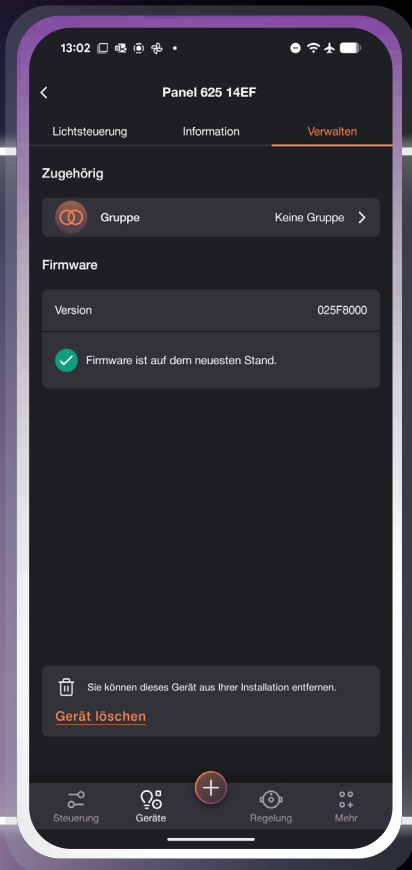 13:02
Panel 625 14EF
Lichtsteuerung Information Verwalten
Zugehörig
Gruppe Keine Gruppe
Firmware
Version 025F8000
Firmware ist auf dem neuesten Stand.
Sie können dieses Gerät aus Ihrer Installation entfernen.
Gerät löschen
Steuerung Geräte Regelung Mehr